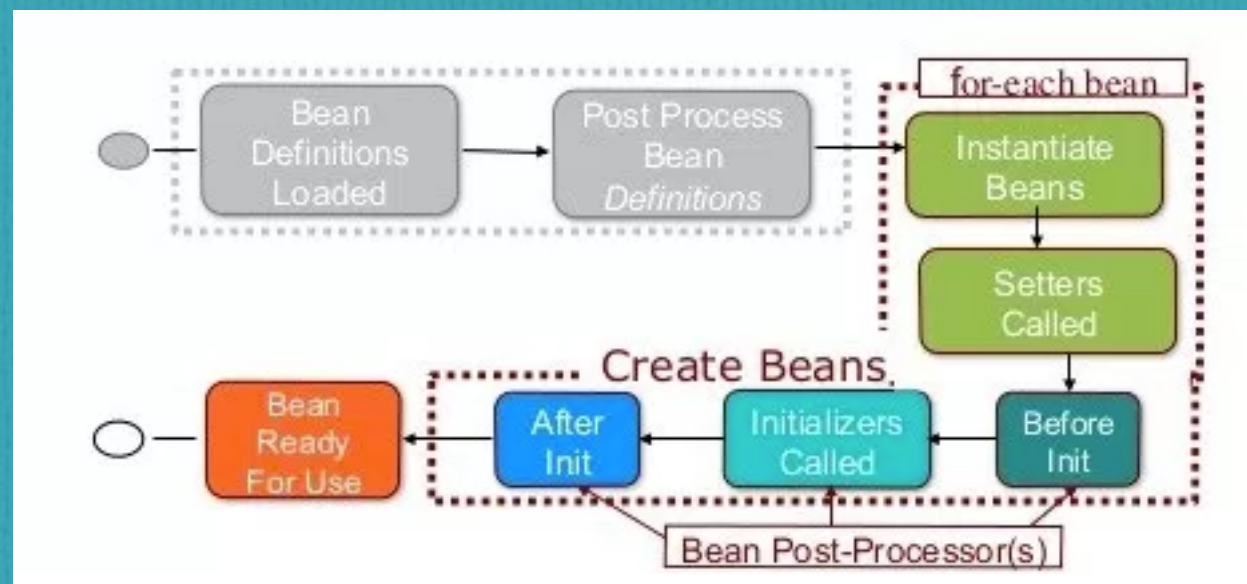 Bean
Definitions
Loaded
Post Process
Bean
Definitions
for-each bean
Instantiate
Beans
Setters
Called
Create Beans
Before
Init
Initializers
Called
After
Init
Bean
Ready
For Use
Bean Post-Processor(s)